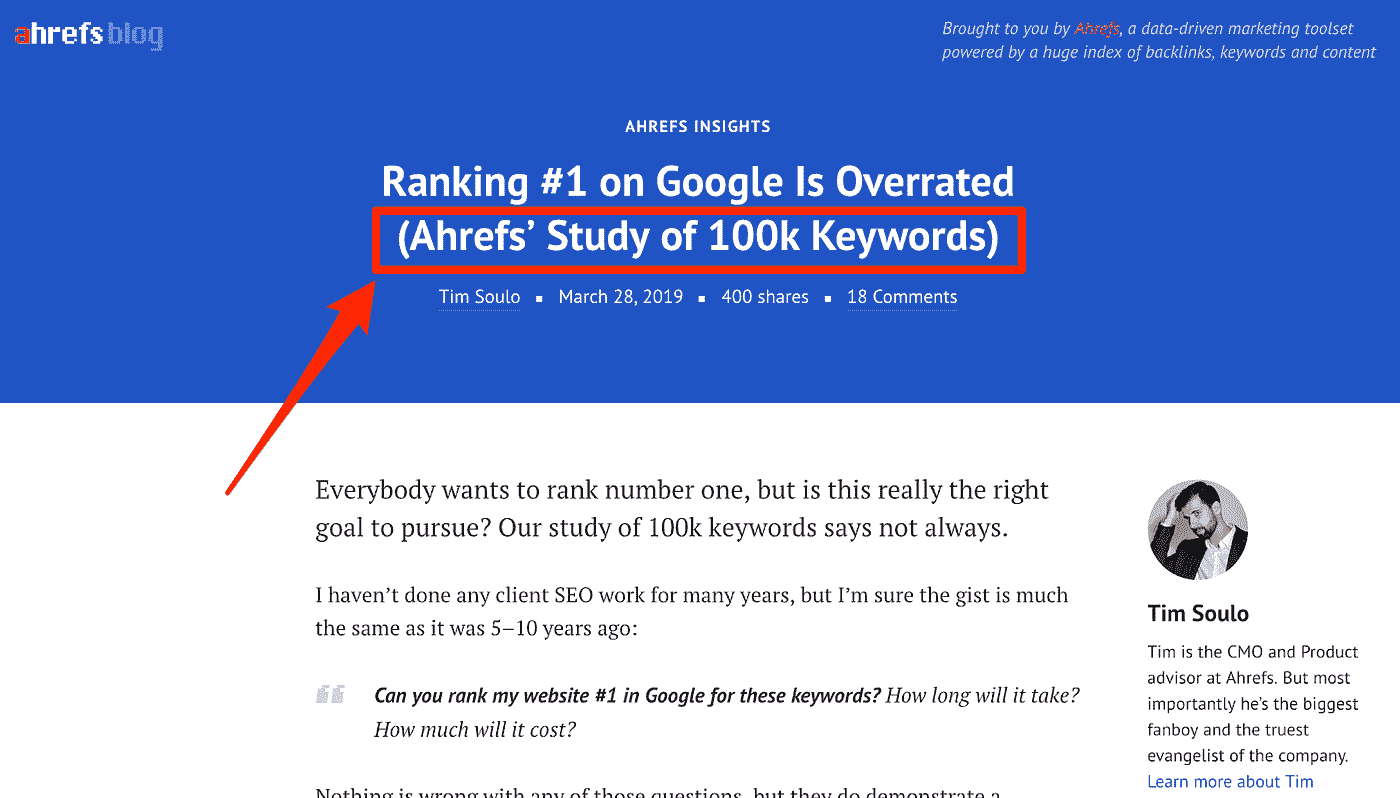 ahrefs blog
Brought to you by Ahrefs, a data-driven marketing toolset
powered by a huge index of backlinks, keywords and content
AHREFS INSIGHTS
Ranking #1 on Google Is Overrated
(Ahrefs’ Study of 100k Keywords)
Tim Soulo ▪ March 28, 2019 ▪ 400 shares ▪ 18 Comments
Everybody wants to rank number one, but is this really the right
goal to pursue? Our study of 100k keywords says not always.
I haven’t done any client SEO work for many years, but I’m sure the gist is much
the same as it was 5–10 years ago:
Can you rank my website #1 in Google for these keywords? How long will it take?
How much will it cost?
Nothing is wrong with any of those questions, but they do demonstrate a
Tim Soulo
Tim is the CMO and Product
advisor at Ahrefs. But most
importantly he’s the biggest
fanboy and the truest
evangelist of the company.
Learn more about Tim